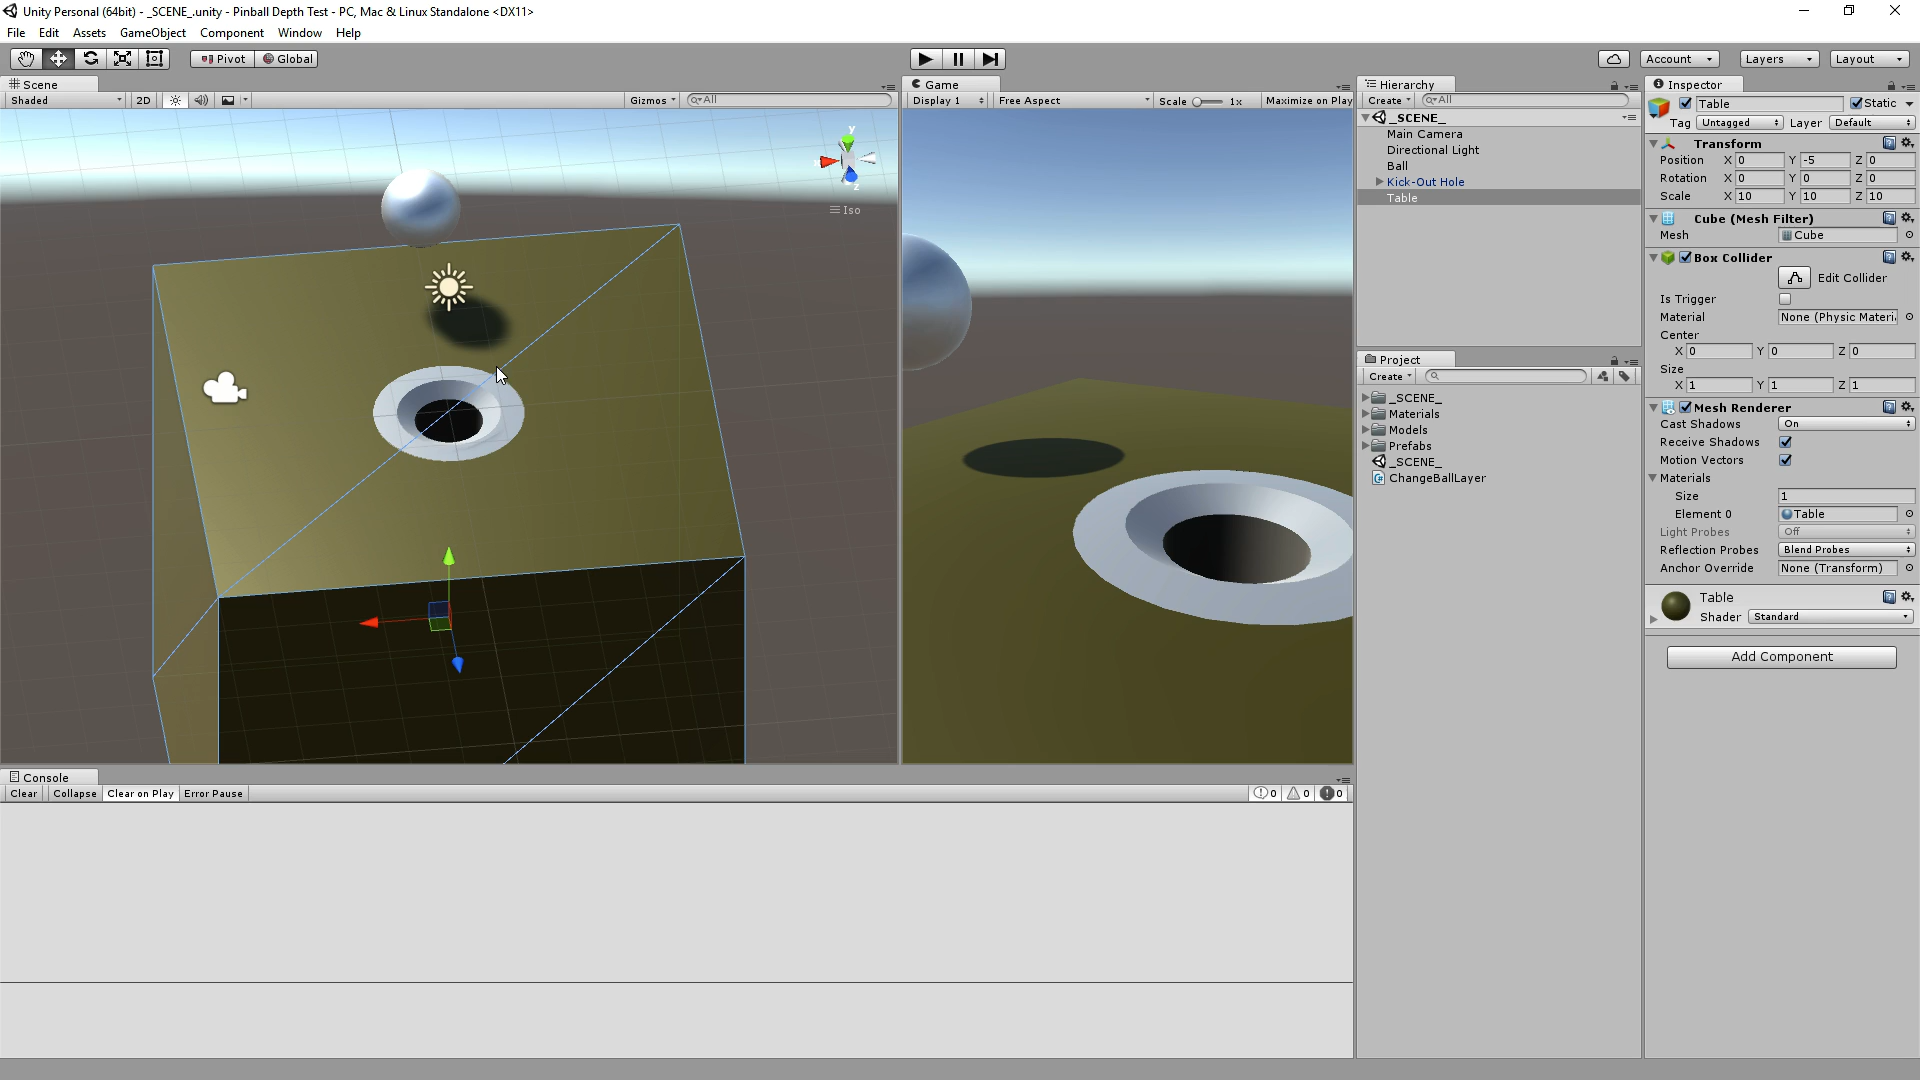 Unity Personal (64bit) - _SCENE_.unity - Pinball Depth Test - PC, Mac & Linux Standalone <DX11>
File Edit Assets GameObject Component Window Help
Pivot Global
Account Layers Layout
Scene
Shaded 2D Gizmos All
y
z
Iso
Game
Display 1 Free Aspect Scale 1x Maximize on Play
Hierarchy
Create All
_SCENE_
Main Camera
Directional Light
Ball
Kick-Out Hole
Table
Project
Create
_SCENE_
Materials
Models
Prefabs
_SCENE_
ChangeBallLayer
Inspector
Table Static
Tag Untagged Layer Default
Transform
Position X 0 Y -5 Z 0
Rotation X 0 Y 0 Z 0
Scale X 10 Y 10 Z 10
Cube (Mesh Filter)
Mesh Cube
Box Collider
Edit Collider
Is Trigger
Material None (Physic Materi
Center
X 0 Y 0 Z 0
Size
X 1 Y 1 Z 1
Mesh Renderer
Cast Shadows On
Receive Shadows
Motion Vectors
Materials
Size 1
Element 0 Table
Light Probes Off
Reflection Probes Blend Probes
Anchor Override None (Transform)
Table
Shader Standard
Add Component
Console
Clear Collapse Clear on Play Error Pause 0 0 0